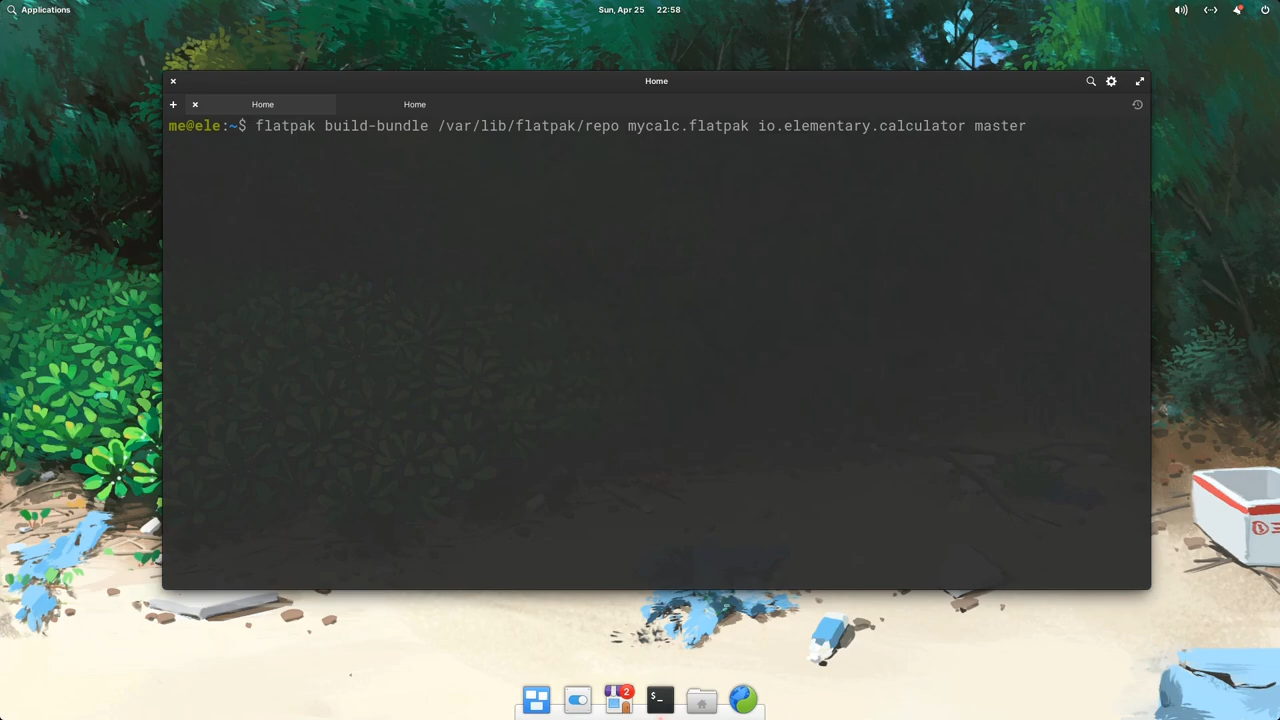 Applications
Sun, Apr 25 22:58
Home
Home
Home
me@ele:~$ flatpak build-bundle /var/lib/flatpak/repo mycalc.flatpak io.elementary.calculator master
2
$_